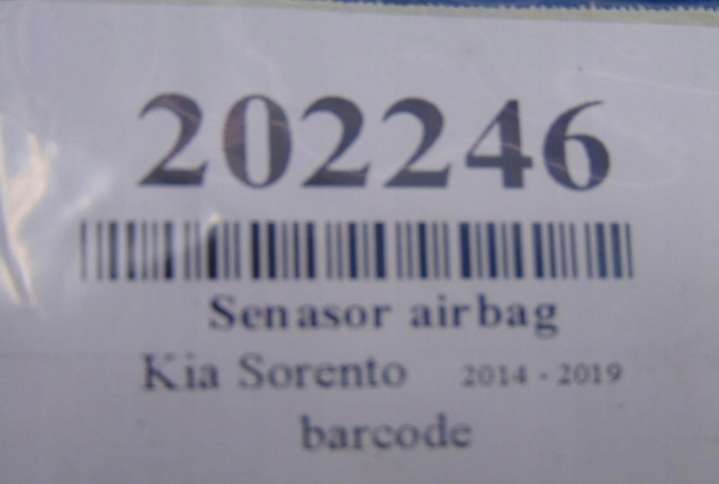 202246
Senasor airbag
Kia Sorento 2014 - 2019
barcode